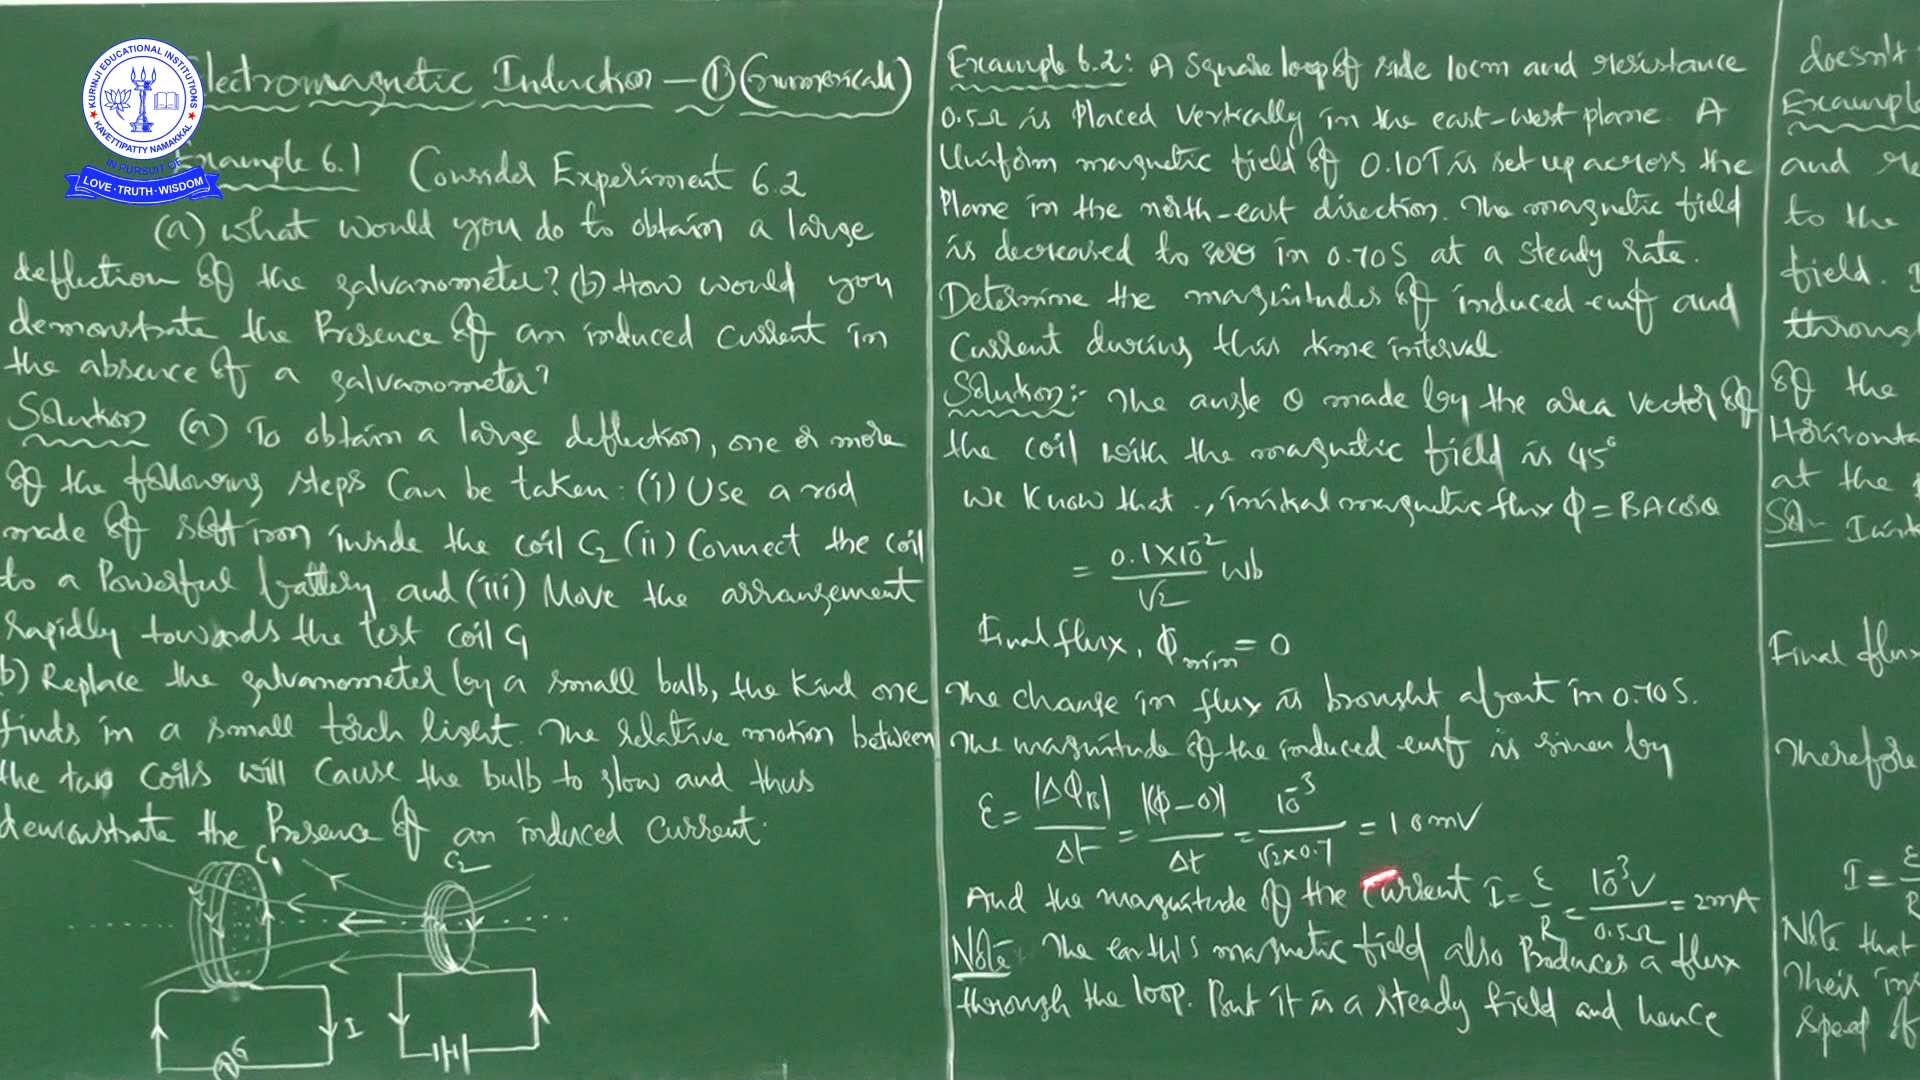 KURINJI EDUCATIONAL INSTITUTIONS
KAVETTIPATTY NAMAKKAL
IN PURSUIT OF
LOVE · TRUTH · WISDOM
Electromagnetic Induction – ① (Numericals)
Example 6.1 Consider Experiment 6.2
(a) What would you do to obtain a large
deflection of the galvanometer? (b) How would you
demonstrate the Presence of an induced current in
the absence of a galvanometer?
Solution (a) To obtain a large deflection, one or more
of the following steps can be taken: (i) Use a rod
made of soft iron inside the coil C₂ (ii) Connect the coil
to a Powerful battery and (iii) Move the arrangement
rapidly towards the test coil C₁
b) Replace the galvanometer by a small bulb, the kind one
finds in a small torch light. The relative motion between
the two coils will cause the bulb to glow and thus
demonstrate the Presence of an induced current.
C₁ C₂
I
G
Example 6.2: A Square loop of side 10cm and resistance
0.5Ω is Placed vertically in the east-west plane. A
Uniform magnetic field of 0.10T is set up across the
Plane in the north-east direction. The magnetic field
is decreased to zero in 0.70S at a steady rate.
Determine the magnitudes of induced emf and
Current during this time interval.
Solution:- The angle θ made by the area vector of
the coil with the magnetic field is 45°
We know that ., initial magnetic flux ϕ = BA cosθ
= 0.1×10⁻²/√2 Wb
Final flux, ϕmin = 0
The change in flux is brought about in 0.70S.
The magnitude of the induced emf is given by
ε = |Δϕ_B|/Δt = |(ϕ – 0)|/Δt = 10⁻³/√2×0.7 = 1.0mV
And the magnitude of the current I = ε/R = 10⁻³V/0.5Ω = 2mA
Note: The earth's magnetic field also Produces a flux
through the loop. But it is a steady field and hence
doesn't
Example
and re
to the
field.
through
of the
Horizonta
at the
Sol-
Final flux
Therefore
I = ε/R
Note that
Their ins
speed of